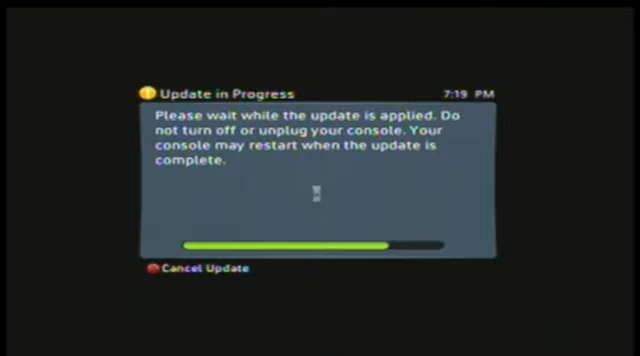 Update in Progress 7:19 PM
Please wait while the update is applied. Do
not turn off or unplug your console. Your
console may restart when the update is
complete.
Cancel Update